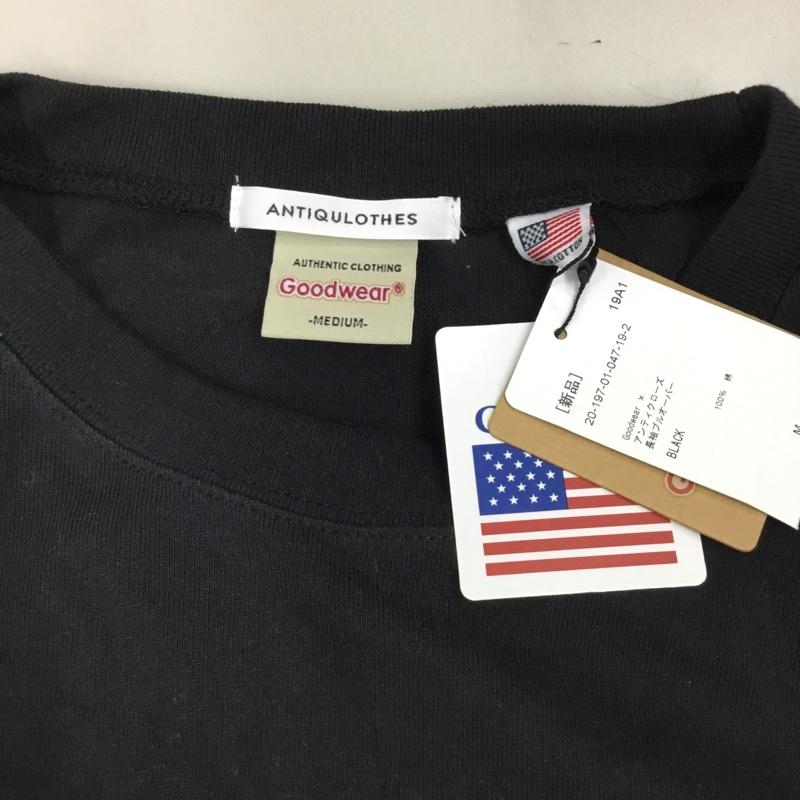 ANTIQULOTHES
AUTHENTIC CLOTHING
Goodwear®
-MEDIUM-
COTTON
19A1
[新品]
20-197-01-047-19-2
Goodwear ×
アンティクローズ
長袖プルオーバー
BLACK
100% 綿
M